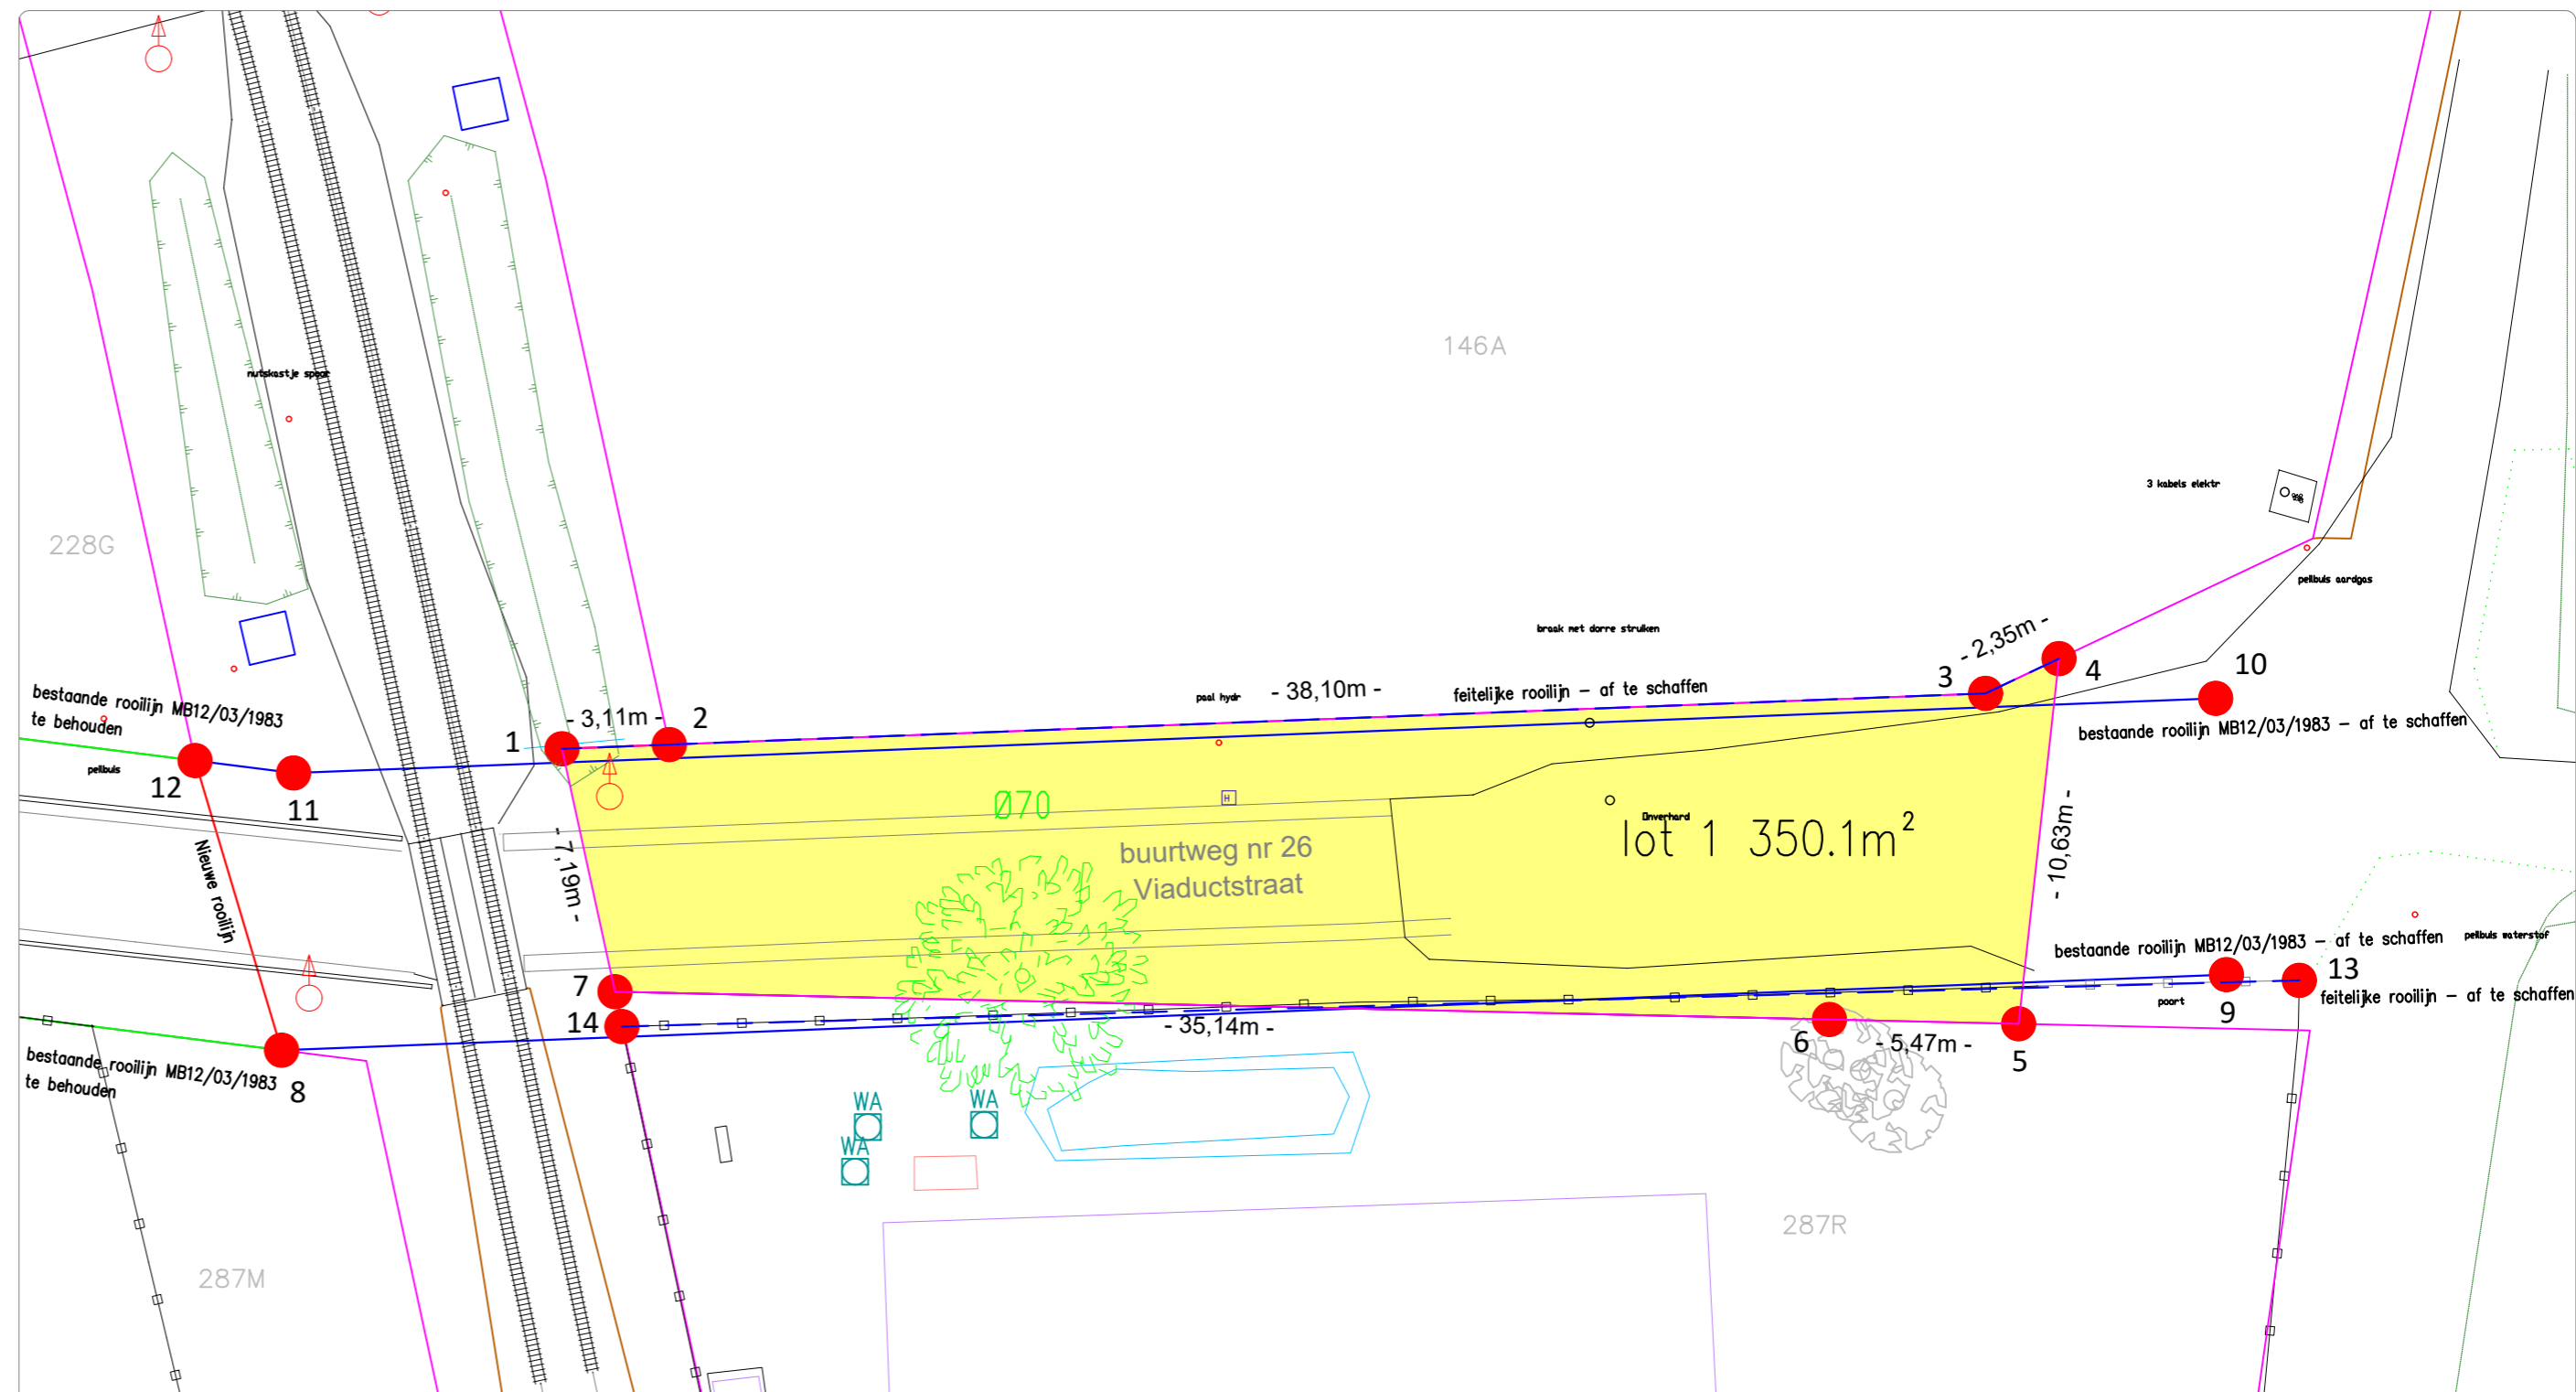 146A
nutskastje spoor
3 kabels elektr
228G
pellbuis aardgas
braak met dorre struiken
- 2,35m -
3
4
10
bestaande rooilijn MB12/03/1983
te behouden
paal hydr
- 38,10m -
feitelijke rooilijn – af te schaffen
- 3,11m -
2
1
bestaande rooilijn MB12/03/1983 – af te schaffen
pellbuis
12
11
H
Ø70
Onverhard
lot 1 350.1m²
buurtweg nr 26
Viaductstraat
- 7,19m -
- 10,63m -
Nieuwe rooilijn
bestaande rooilijn MB12/03/1983 – af te schaffen
pellbuis waterstof
7
13
feitelijke rooilijn – af te schaffen
paart
9
14
- 35,14m -
6
- 5,47m -
5
bestaande rooilijn MB12/03/1983
te behouden
8
WA
WA
WA
287R
287M